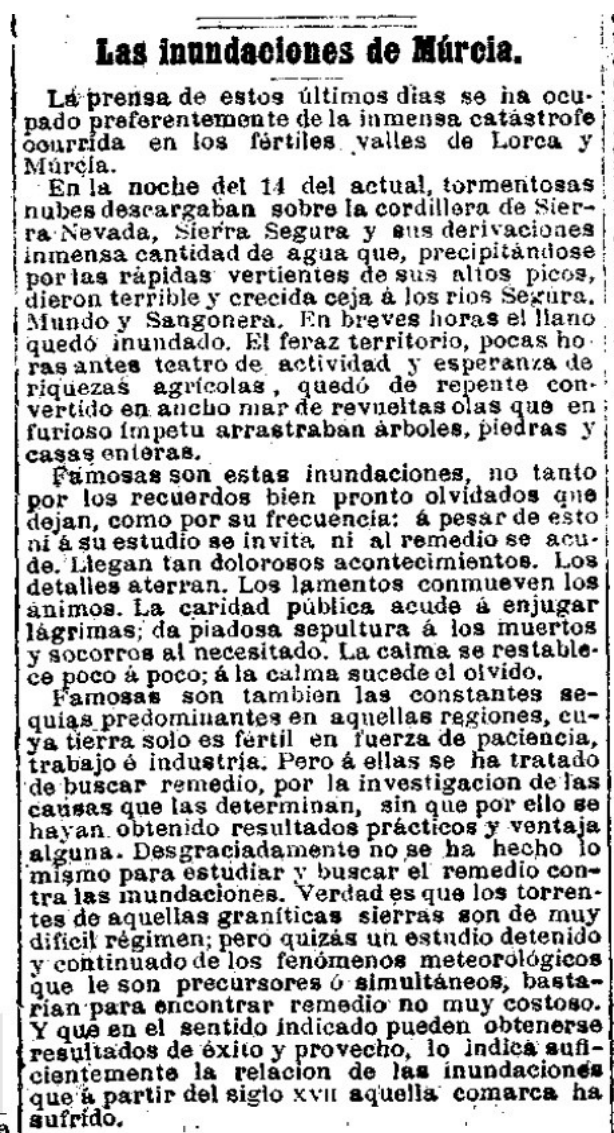 Las inundaciones de Múrcia.
La prensa de estos últimos dias se ha ocu-
pado preferentemente de la inmensa catástrofe
ocurrida en los fértiles valles de Lorca y
Múrcia.
En la noche del 14 del actual, tormentosas
nubes descargaban sobre la cordillera de Sier-
ra Nevada, Sierra Segura y sus derivaciones
inmensa cantidad de agua que, precipitándose
por las rápidas vertientes de sus altos picos,
dieron terrible y crecida ceja á los rios Segura,
Mundo y Sangonera. En breves horas el llano
quedó inundado. El feraz territorio, pocas ho-
ras antes teatro de actividad y esperanza de
riquezas agrícolas, quedó de repente con-
vertido en ancho mar de revueltas olas que en
furioso ímpetu arrastraban árboles, piedras y
casas enteras.
Famosas son estas inundaciones, no tanto
por los recuerdos bien pronto olvidados que
dejan, como por su frecuencia: á pesar de esto
ni á su estudio se invita ni al remedio se acu-
de. Llegan tan dolorosos acontecimientos. Los
detalles aterran. Los lamentos conmueven los
ánimos. La caridad pública acude á enjugar
lágrimas; da piadosa sepultura á los muertos
y socorros al necesitado. La calma se restable-
ce poco á poco; á la calma sucede el olvido.
Famosas son tambien las constantes se-
quías predominantes en aquellas regiones, cu-
ya tierra solo es fértil en fuerza de paciencia,
trabajo é industria. Pero á ellas se ha tratado
de buscar remedio, por la investigacion de las
causas que las determinan, sin que por ello se
hayan obtenido resultados prácticos y ventaja
alguna. Desgraciadamente no se ha hecho lo
mismo para estudiar y buscar el remedio con-
tra las inundaciones. Verdad es que los torren-
tes de aquellas graníticas sierras son de muy
difícil régimen; pero quizás un estudio detenido
y continuado de los fenómenos meteorológicos
que le son precursores ó simultáneos, basta-
rian para encontrar remedio no muy costoso.
Y que en el sentido indicado pueden obtenerse
resultados de éxito y provecho, lo indica sufi-
cientemente la relacion de las inundaciones
que á partir del siglo XVII aquella comarca ha
sufrido.